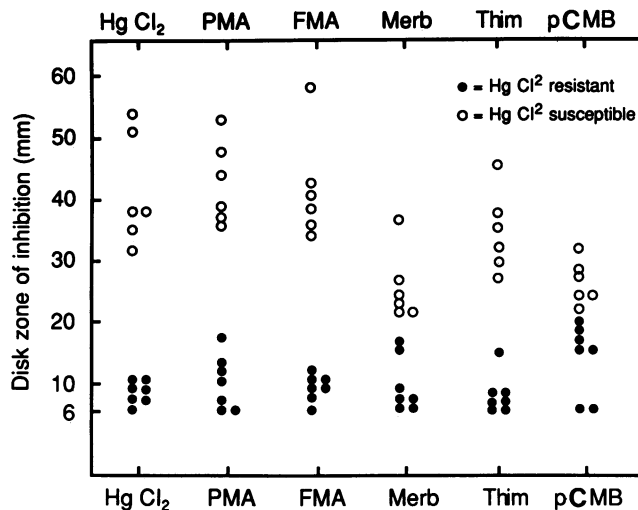 Hg Cl₂ PMA FMA Merb Thim pCMB
● = Hg Cl² resistant
○ = Hg Cl² susceptible
Disk zone of inhibition (mm)
60
50
40
30
20
10
6
Hg Cl₂ PMA FMA Merb Thim pCMB